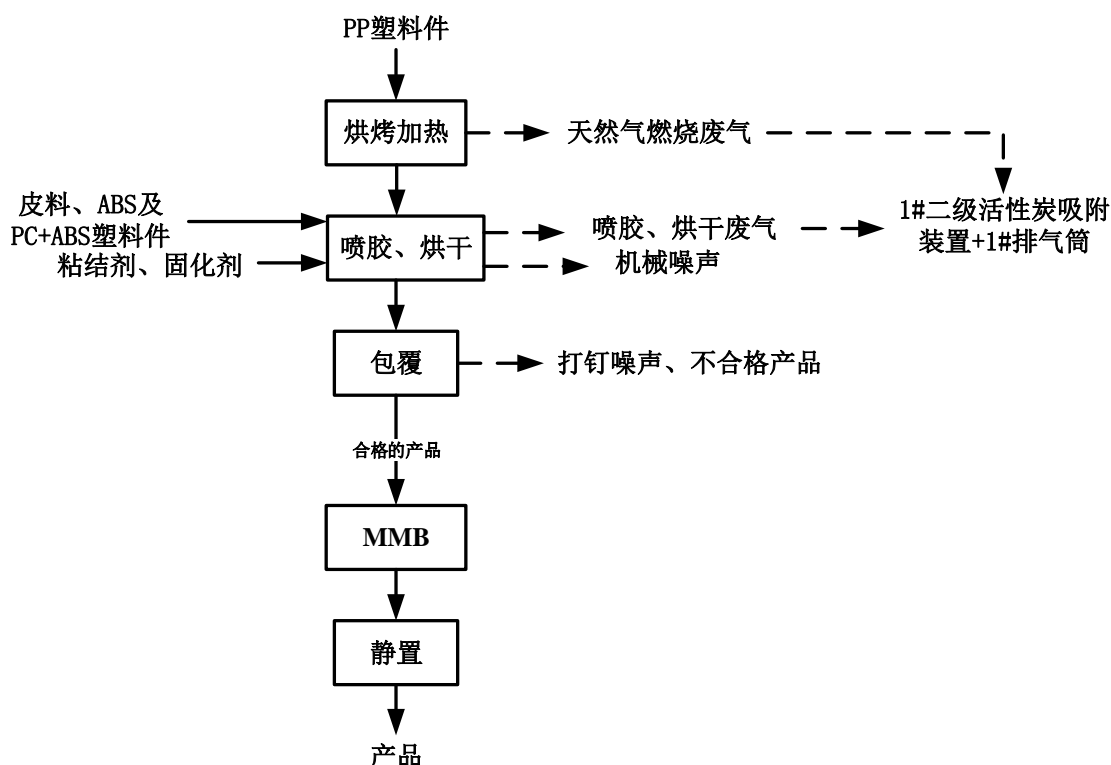 PP塑料件
烘烤加热
天然气燃烧废气
皮料、ABS及
PC+ABS塑料件
粘结剂、固化剂
喷胶、烘干
喷胶、烘干废气
机械噪声
1#二级活性炭吸附
装置+1#排气筒
包覆
打钉噪声、不合格产品
合格的产品
MMB
静置
产品